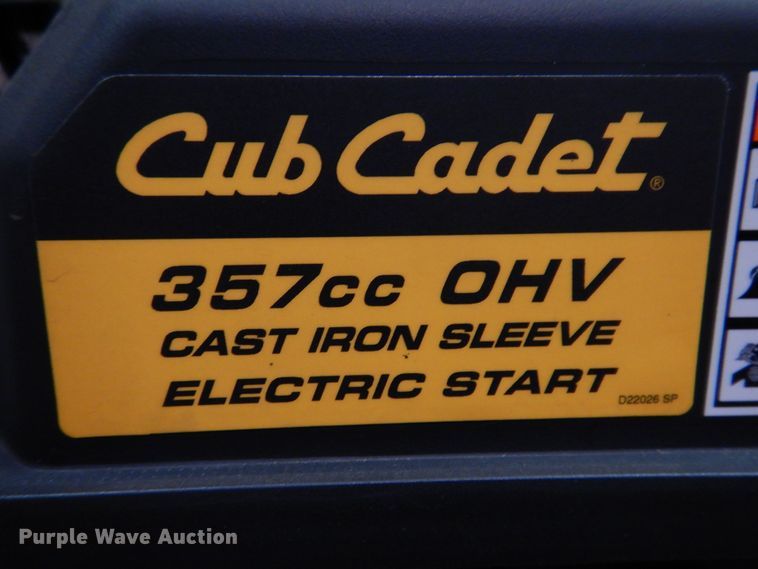 Cub Cadet®
357cc OHV
CAST IRON SLEEVE
ELECTRIC START
D22026 SP
Purple Wave Auction